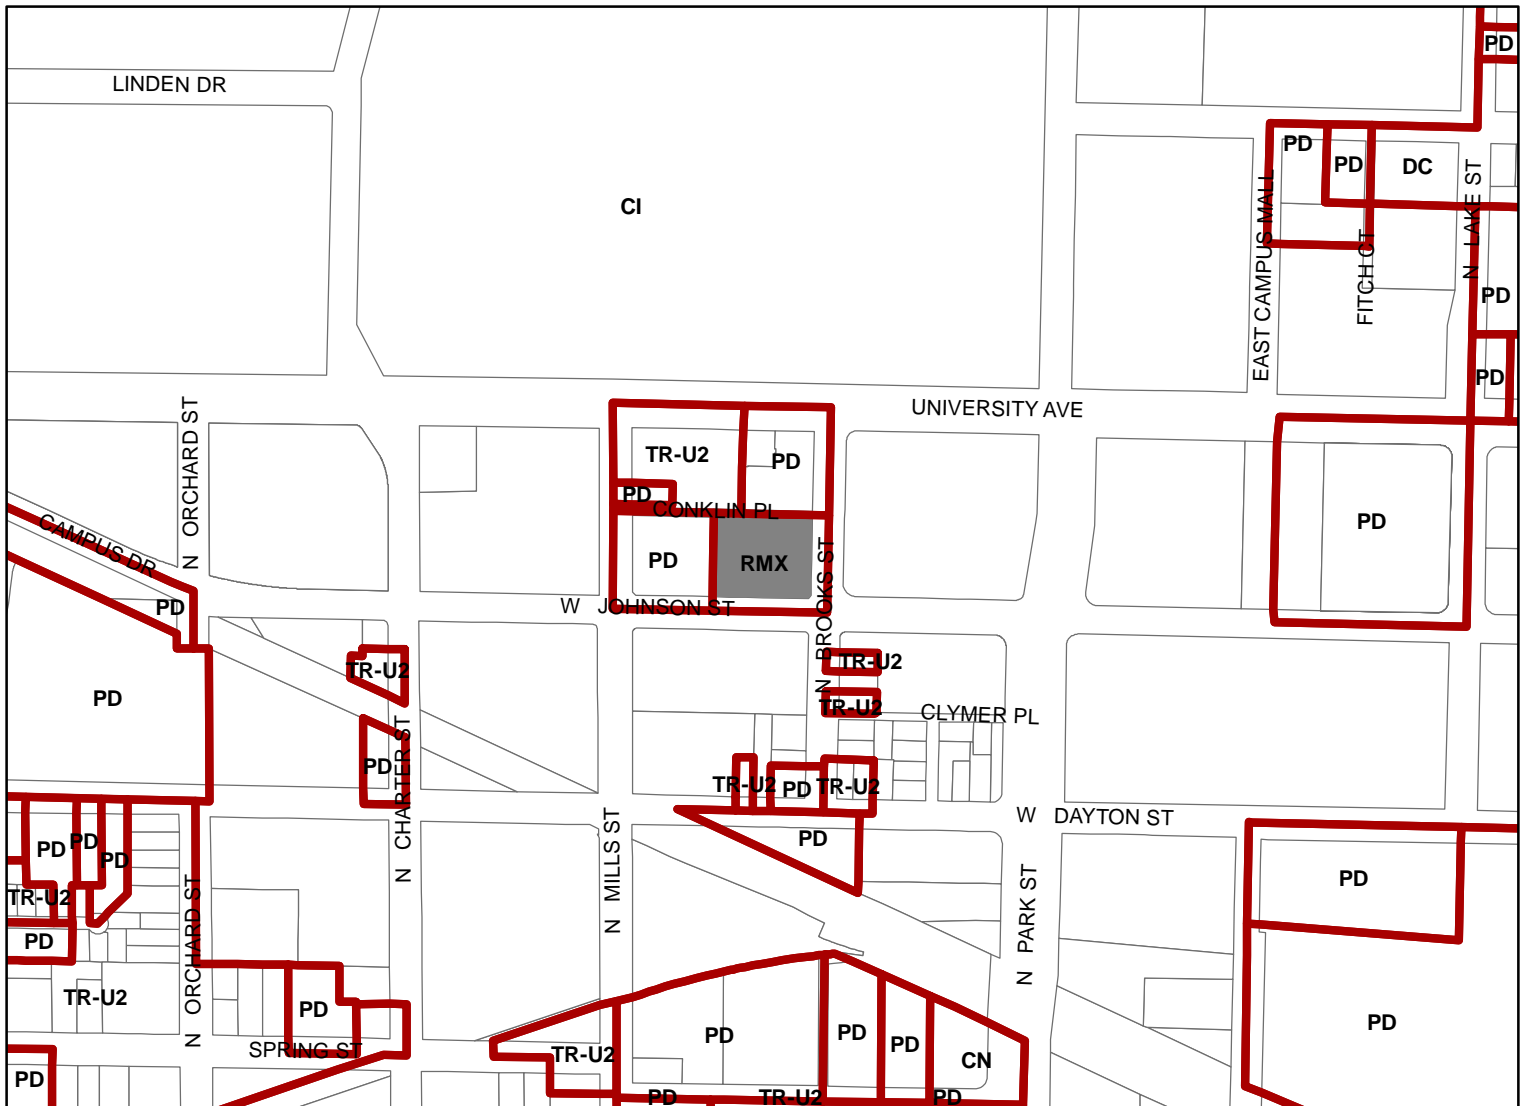 PD
LINDEN DR
PD
PD
DC
CI
EAST CAMPUS MALL
FITCH CT
N LAKE ST
PD
PD
UNIVERSITY AVE
N ORCHARD ST
TR-U2
PD
PD
CONKLIN PL
PD
CAMPUS DR
PD
RMX
N BROOKS ST
PD
W JOHNSON ST
TR-U2
TR-U2
PD
TR-U2
CLYMER PL
N CHARTER ST
PD
TR-U2
PD
TR-U2
W DAYTON ST
PD
PD
PD
PD
N MILLS ST
PD
TR-U2
N ORCHARD ST
N PARK ST
PD
TR-U2
PD
PD
PD
PD
PD
CN
SPRING ST
TR-U2
PD
PD
TR-U2
PD